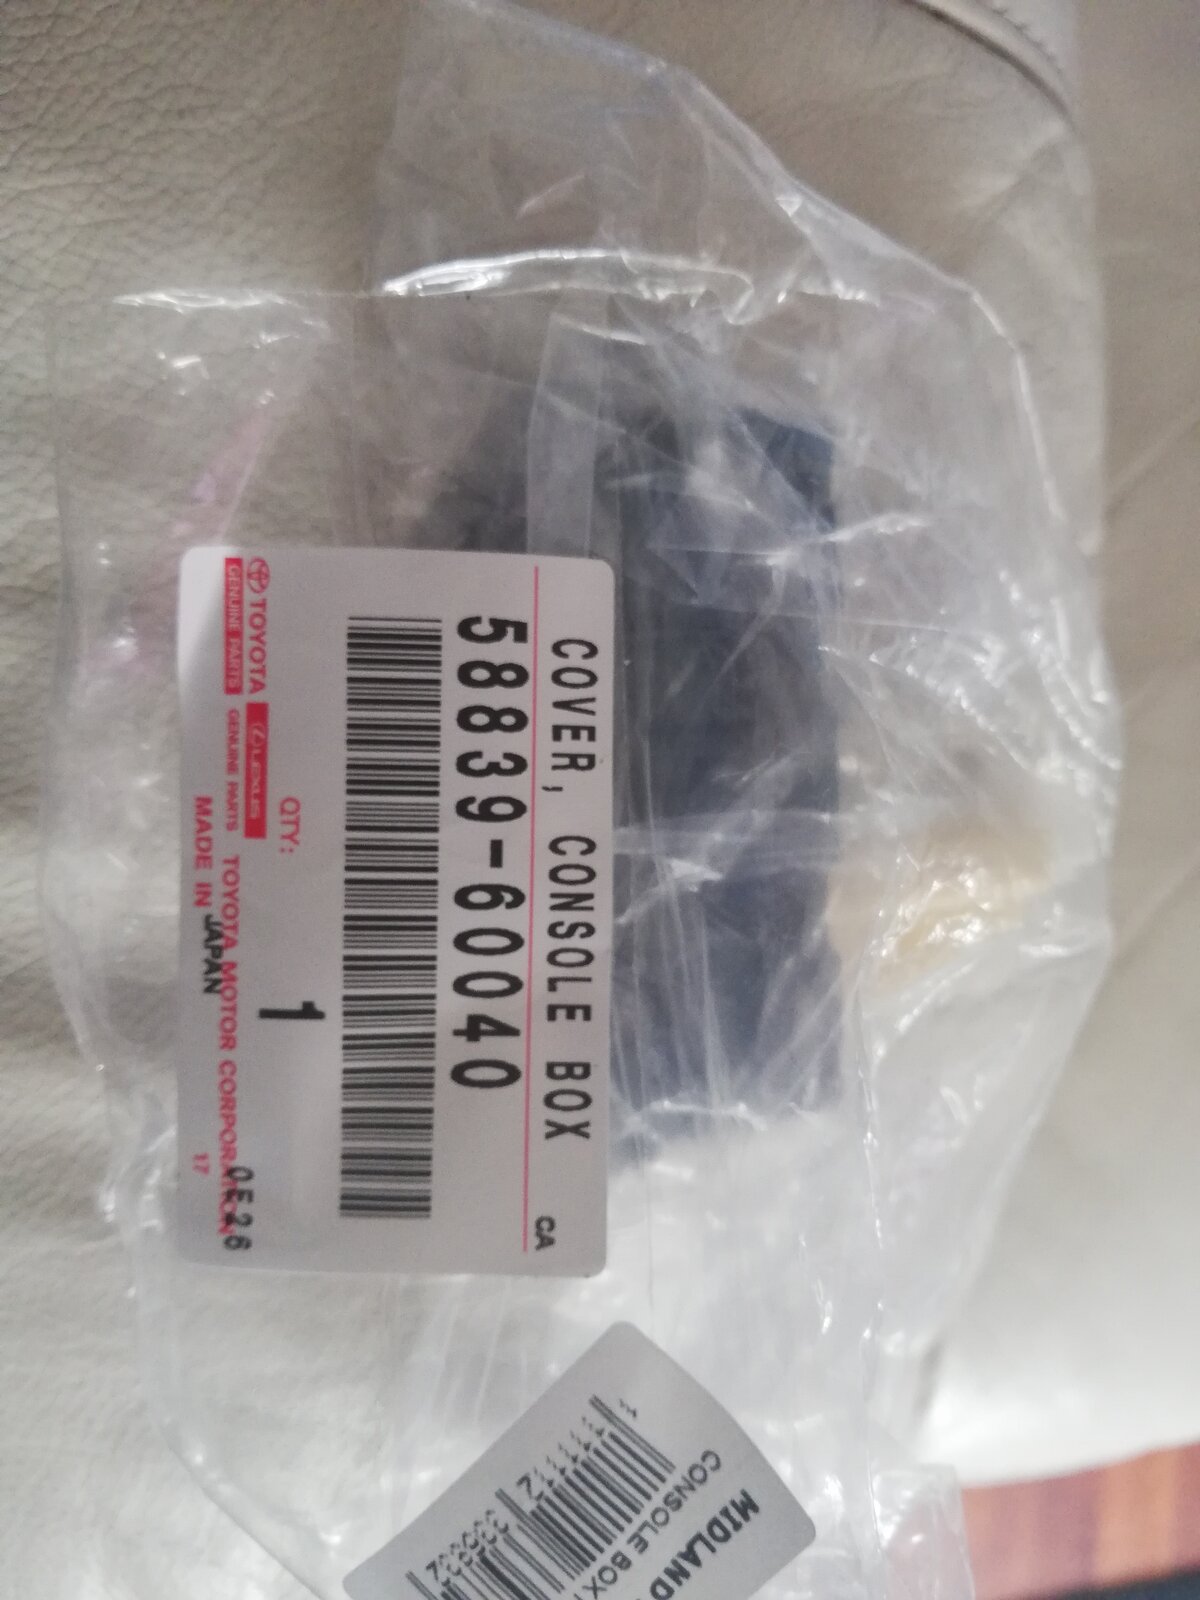 COVER, CONSOLE BOX
CA
58839-60040
QTY:
1
TOYOTA
LEXUS
GENUINE PARTS
GENUINE PARTS
TOYOTA MOTOR CORPORATION
MADE IN JAPAN
17
MIDLAND
CONSOLE BOX